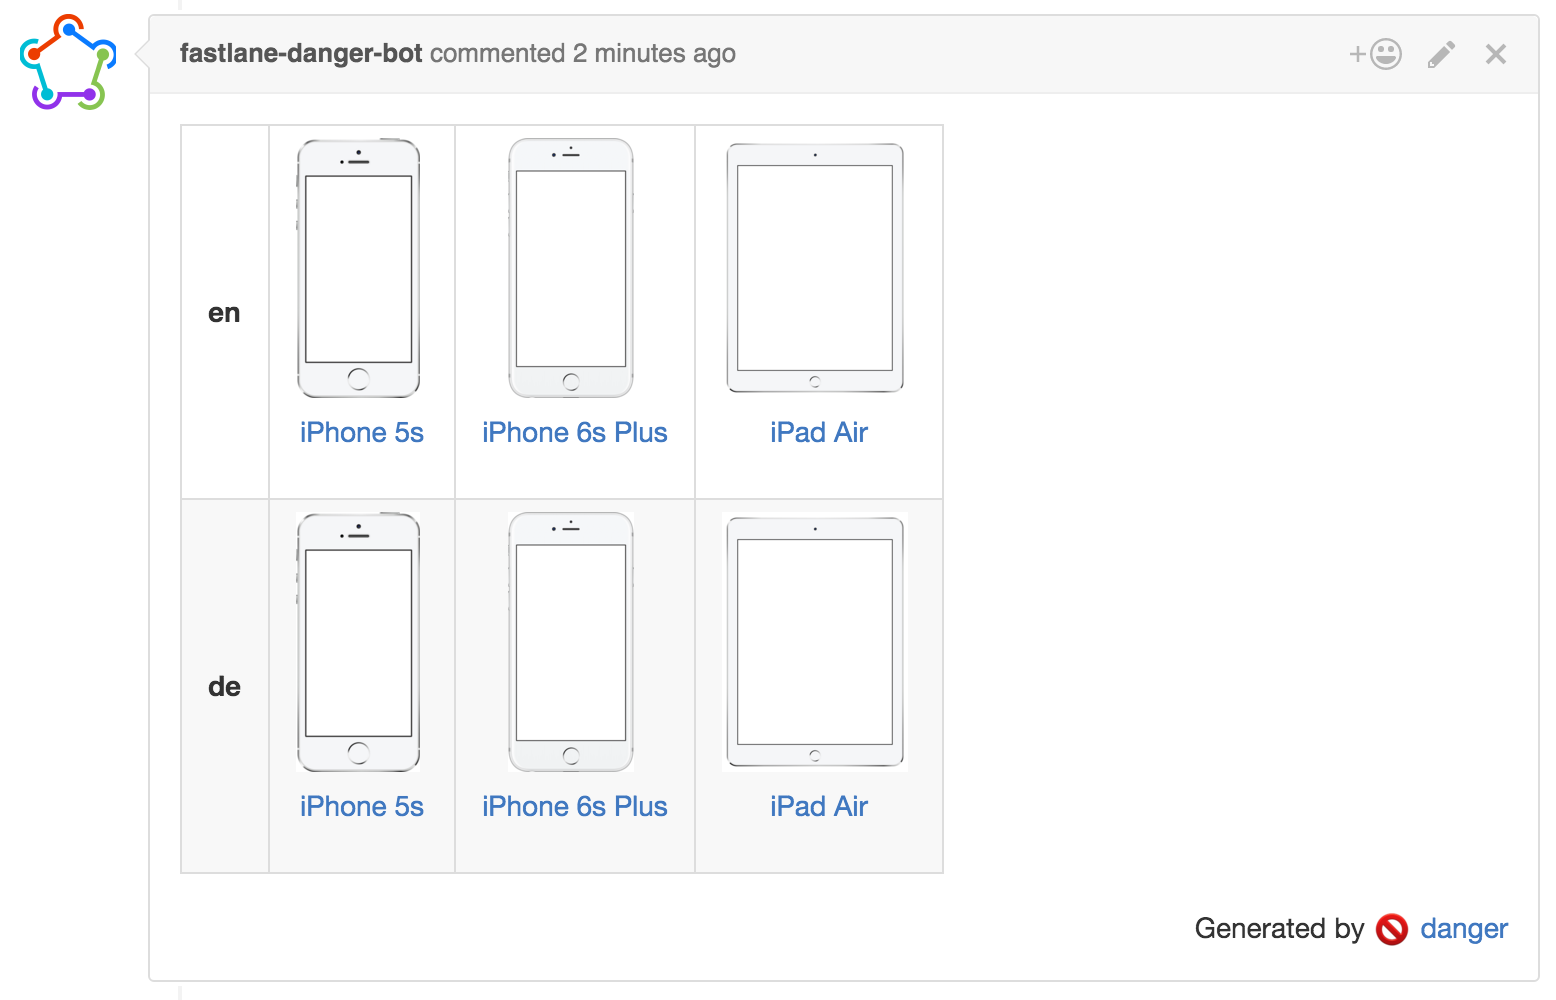 fastlane-danger-bot commented 2 minutes ago
en
iPhone 5s iPhone 6s Plus iPad Air
de
iPhone 5s iPhone 6s Plus iPad Air
Generated by danger